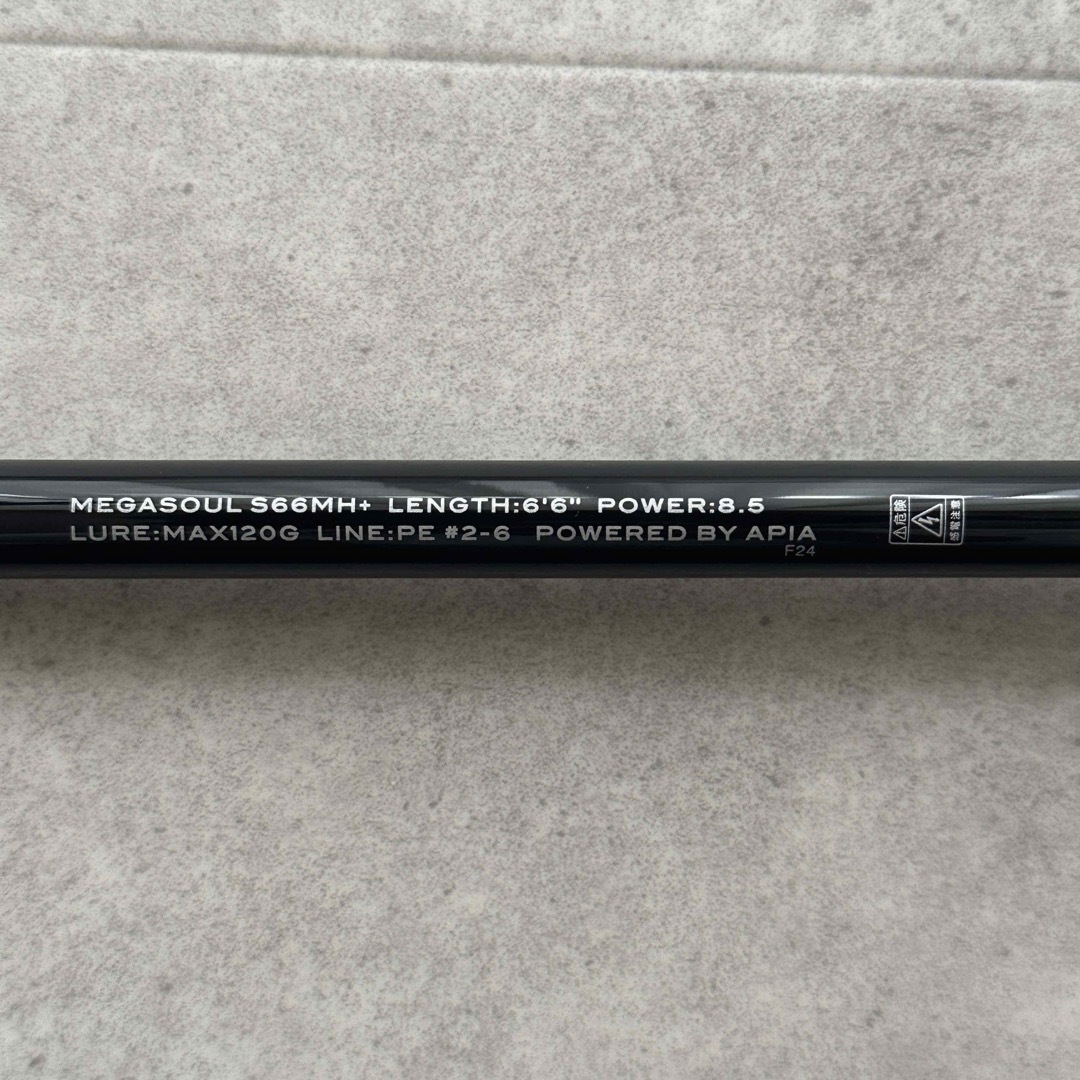 MEGASOUL S66MH+ LENGTH:6'6" POWER:8.5
LURE:MAX120G LINE:PE #2-6 POWERED BY APIA
F24
危険
感電注意